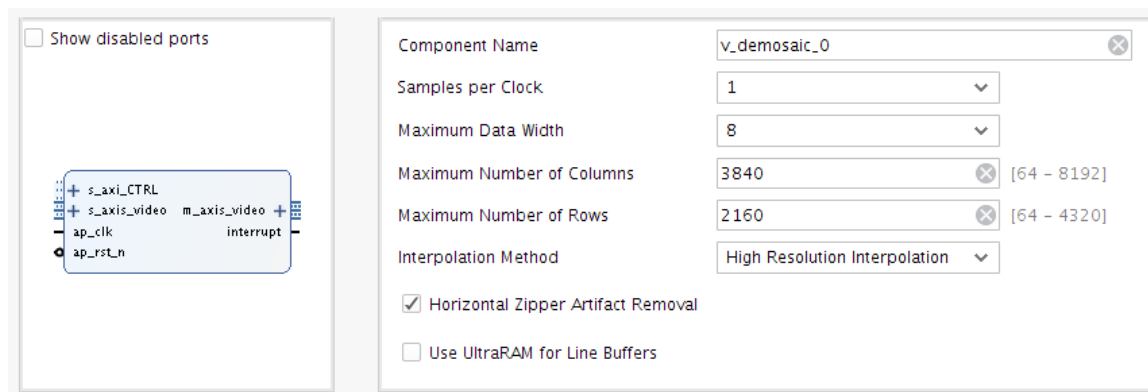 Show disabled ports
s_axi_CTRL
s_axis_video m_axis_video
ap_clk interrupt
ap_rst_n
Component Name v_demosaic_0
Samples per Clock 1
Maximum Data Width 8
Maximum Number of Columns 3840 [64 - 8192]
Maximum Number of Rows 2160 [64 - 4320]
Interpolation Method High Resolution Interpolation
Horizontal Zipper Artifact Removal
Use UltraRAM for Line Buffers